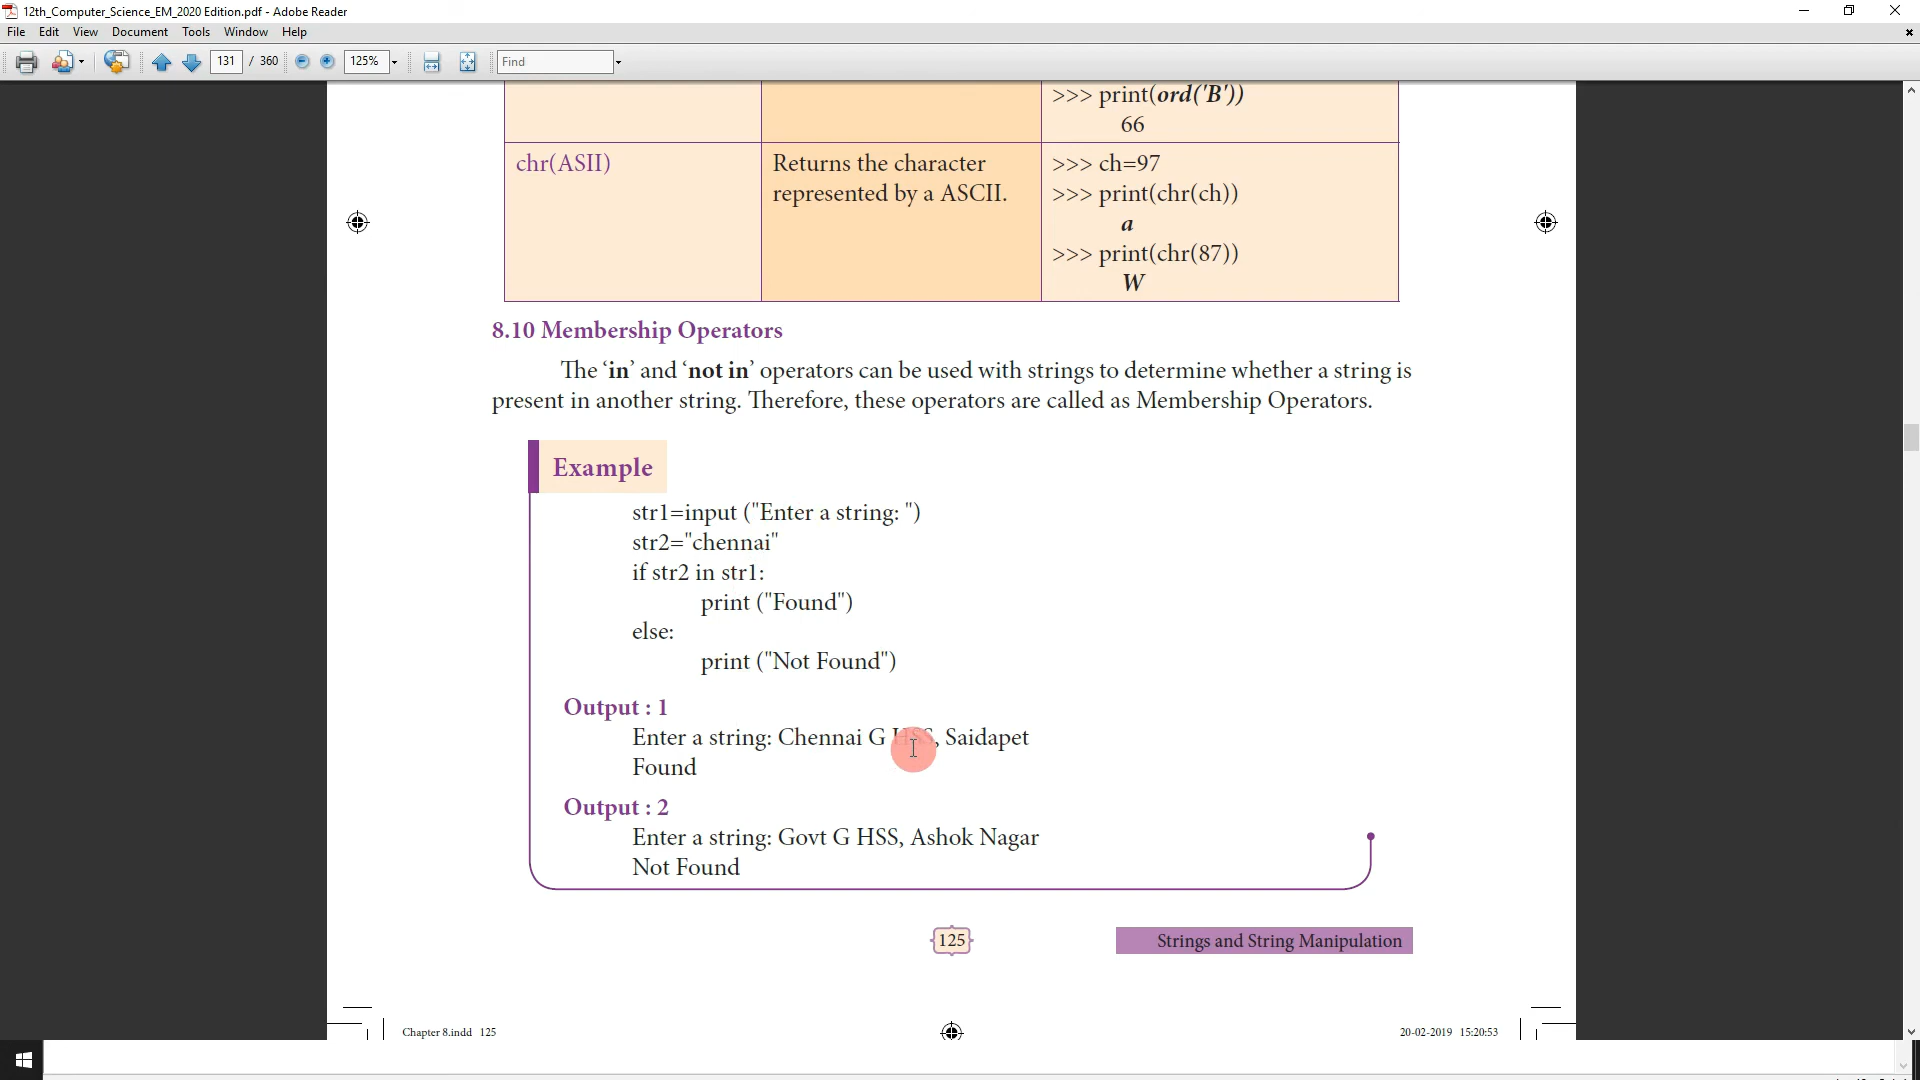 12th_Computer_Science_EM_2020 Edition.pdf - Adobe Reader
File Edit View Document Tools Window Help
131 / 360 125% Find
>>> print(ord('B'))
66
chr(ASII)
Returns the character
represented by a ASCII.
>>> ch=97
>>> print(chr(ch))
a
>>> print(chr(87))
W
8.10 Membership Operators
The ‘in’ and ‘not in’ operators can be used with strings to determine whether a string is
present in another string. Therefore, these operators are called as Membership Operators.
Example
str1=input ("Enter a string: ")
str2="chennai"
if str2 in str1:
print ("Found")
else:
print ("Not Found")
Output : 1
Enter a string: Chennai G HSS, Saidapet
Found
Output : 2
Enter a string: Govt G HSS, Ashok Nagar
Not Found
125
Strings and String Manipulation
Chapter 8.indd 125
20-02-2019 15:20:53